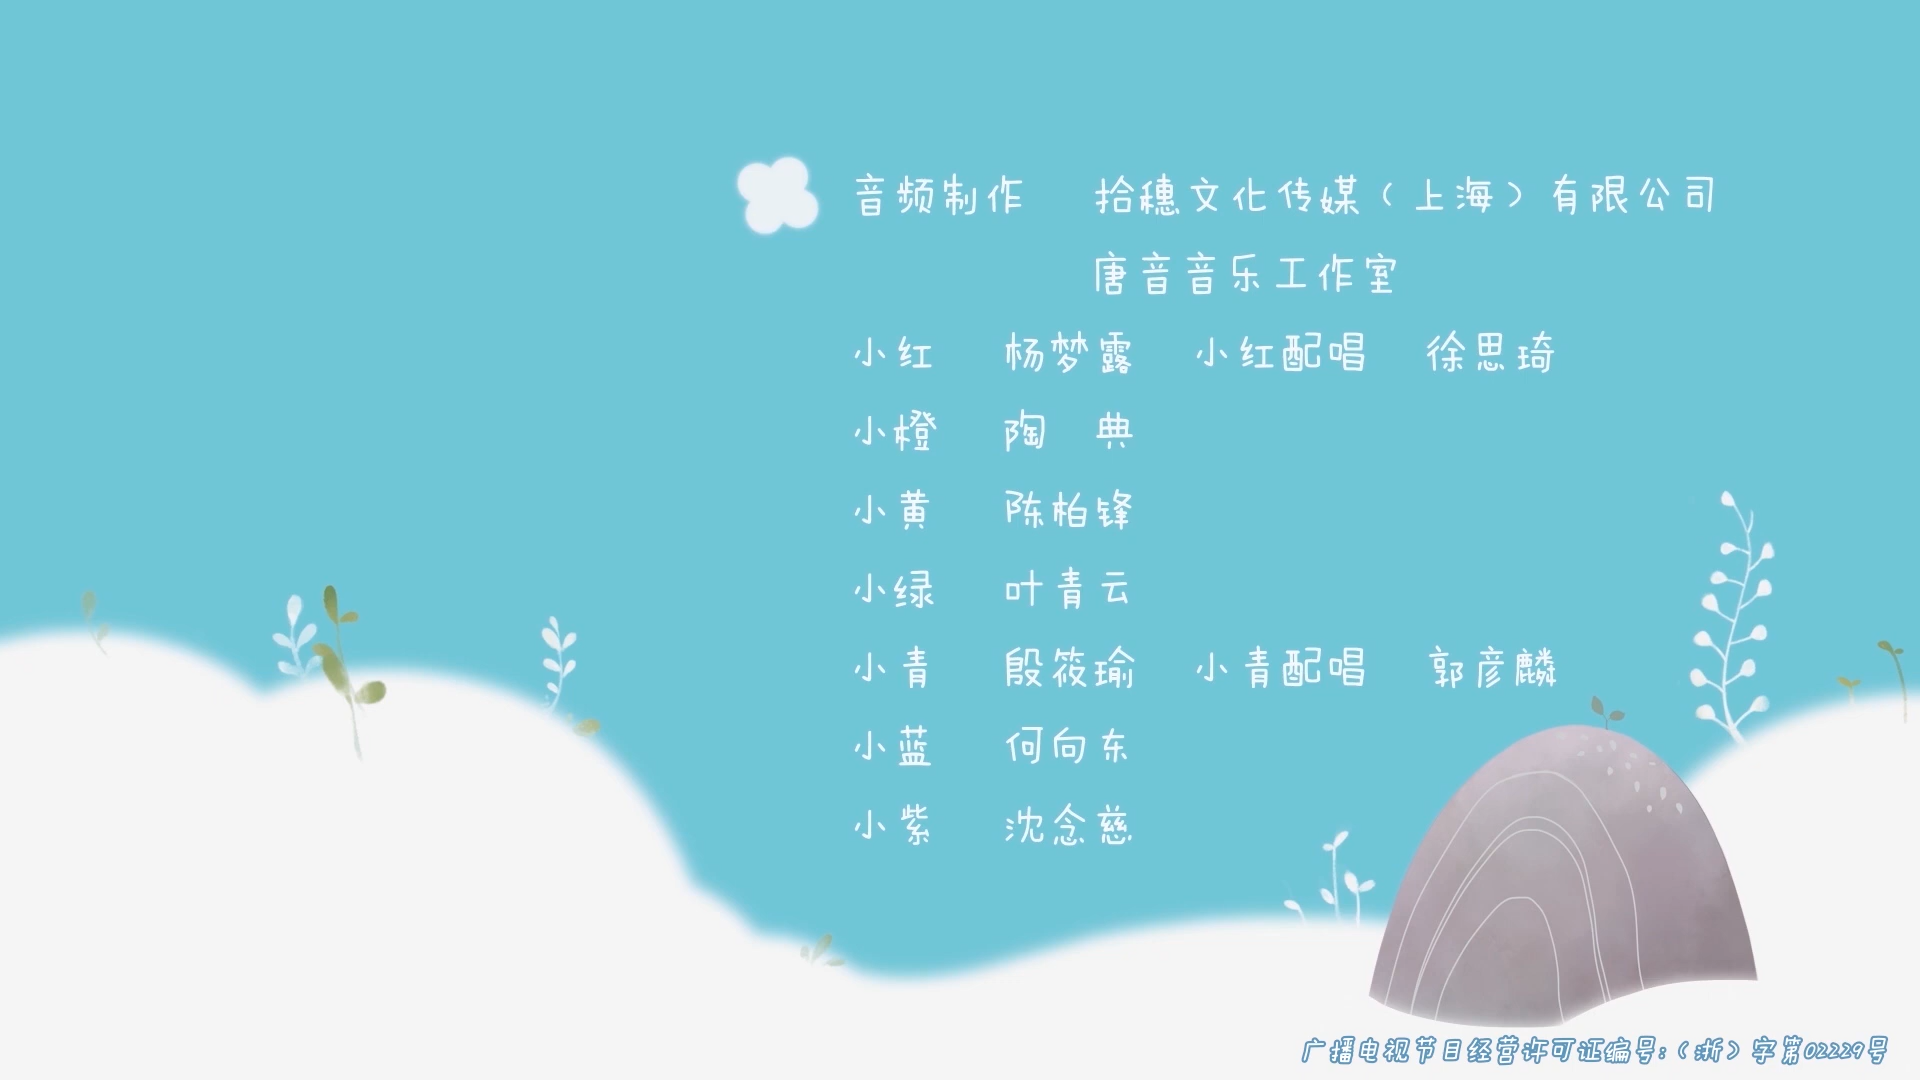 音频制作 拾穗文化传媒（上海）有限公司
唐音音乐工作室
小红 杨梦露 小红配唱 徐思琦
小橙 陶 典
小黄 陈柏锋
小绿 叶青云
小青 殷筱瑜 小青配唱 郭彦麟
小蓝 何向东
小紫 沈念慈
广播电视节目经营许可证编号:（浙）字第02229号